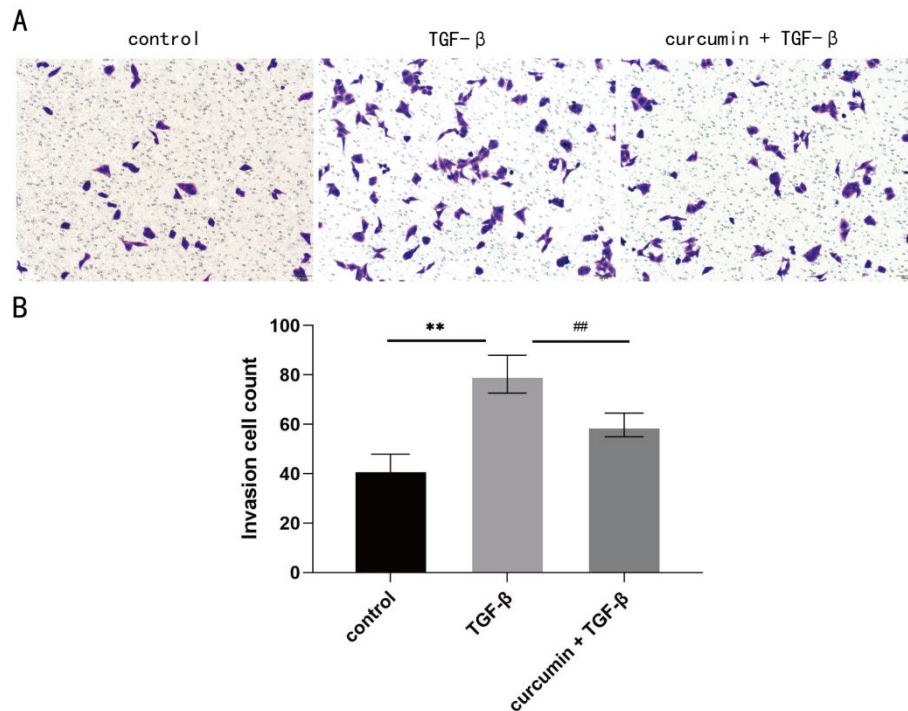 A
control
TGF-β
curcumin + TGF-β
B
**
##
100
80
60
40
20
0
Invasion cell count
control
TGF-β
curcumin + TGF-β